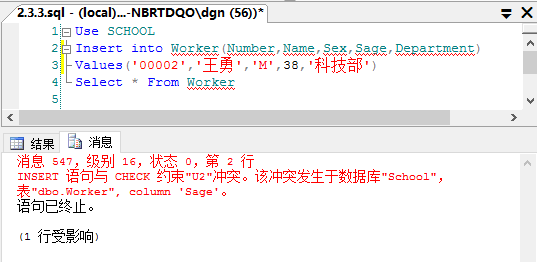 2.3.3.sql - (local)...-NBRTDQO\dgn (56))*
1 Use SCHOOL
2 Insert into Worker(Number,Name,Sex,Sage,Department)
3 Values('00002','王勇','M',38,'科技部')
4 Select * From Worker
5
结果 消息
消息 547，级别 16，状态 0，第 2 行
INSERT 语句与 CHECK 约束"U2"冲突。该冲突发生于数据库"School"，
表"dbo.Worker", column 'Sage'。
语句已终止。
(1 行受影响)